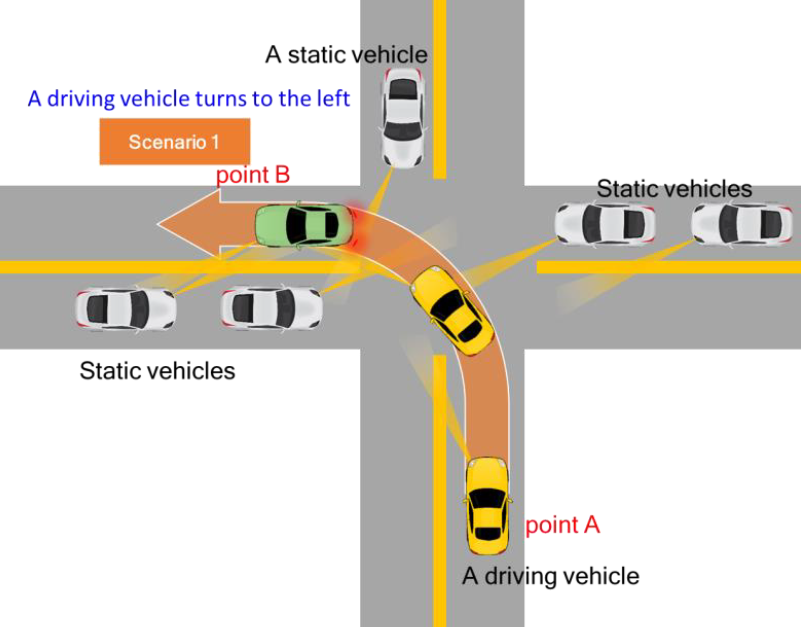 A static vehicle
A driving vehicle turns to the left
Scenario 1
point B
Static vehicles
Static vehicles
point A
A driving vehicle